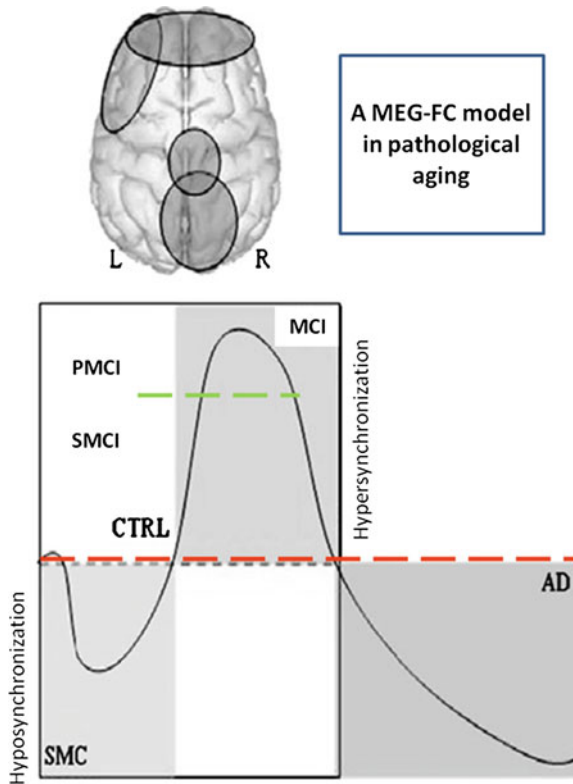 A MEG-FC model
in pathological
aging
L
R
MCI
PMCI
SMCI
CTRL
Hypersynchronization
AD
Hyposynchronization
SMC